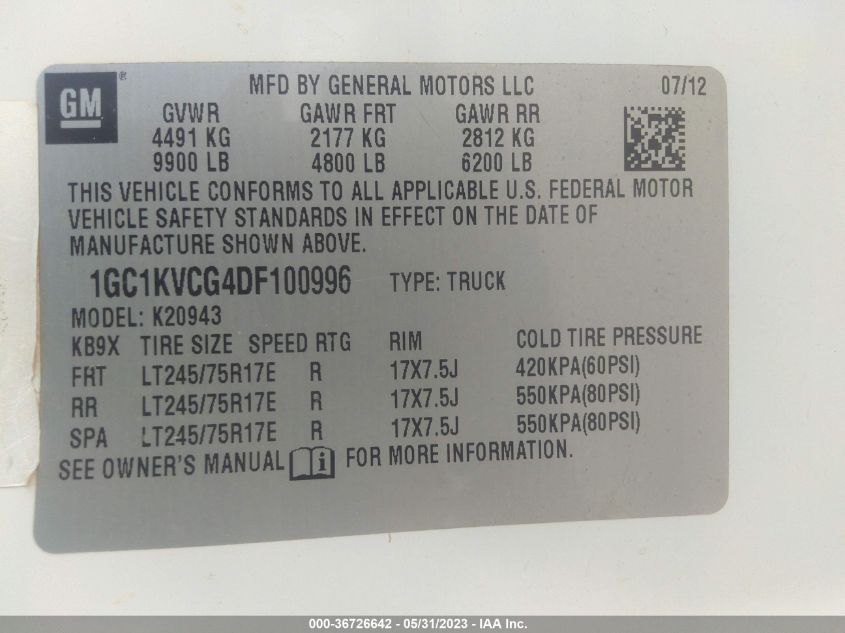 GM ®
MFD BY GENERAL MOTORS LLC 07/12
GVWR GAWR FRT GAWR RR
4491 KG 2177 KG 2812 KG
9900 LB 4800 LB 6200 LB
THIS VEHICLE CONFORMS TO ALL APPLICABLE U.S. FEDERAL MOTOR
VEHICLE SAFETY STANDARDS IN EFFECT ON THE DATE OF
MANUFACTURE SHOWN ABOVE.
1GC1KVCG4DF100996 TYPE: TRUCK
MODEL: K20943
KB9X TIRE SIZE SPEED RTG RIM COLD TIRE PRESSURE
FRT LT245/75R17E R 17X7.5J 420KPA(60PSI)
RR LT245/75R17E R 17X7.5J 550KPA(80PSI)
SPA LT245/75R17E R 17X7.5J 550KPA(80PSI)
SEE OWNER'S MANUAL i FOR MORE INFORMATION.
000-36726642 - 05/31/2023 - IAA Inc.